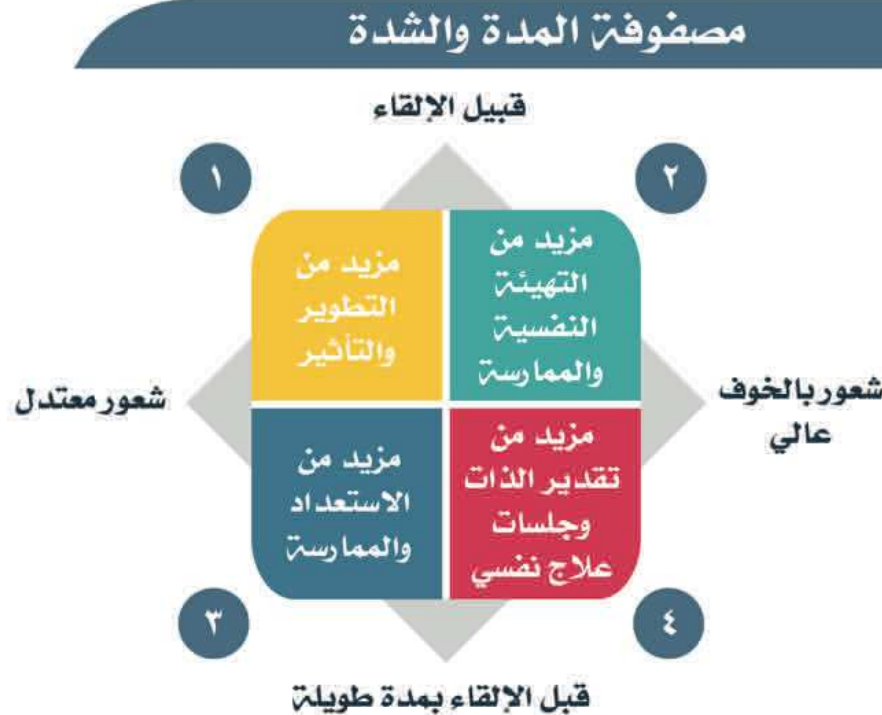 مصفوفة المدة والشدة
قبيل الإلقاء
١
٢
مزيد من
التطوير
والتأثير
مزيد من
التهيئة
النفسية
والممارسة
شعور معتدل
شعور بالخوف
عالي
مزيد من
الاستعداد
والممارسة
مزيد من
تقدير الذات
وجلسات
علاج نفسي
٣
٤
قبل الإلقاء بمدة طويلة